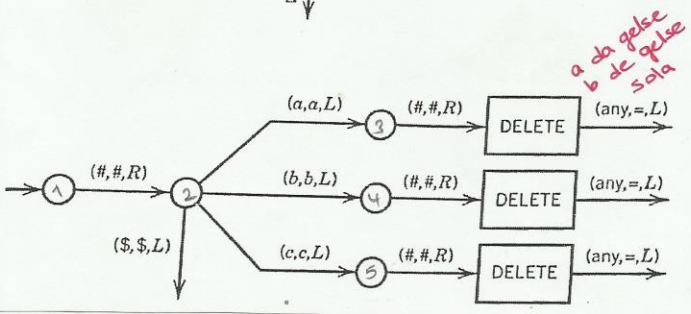 a da gelse
b de gelse
sola
(a,a,L)
(#,#,R)
DELETE
(any,=,L)
3
(#,#,R)
(b,b,L)
(#,#,R)
DELETE
(any,=,L)
1
2
4
($,$,L)
(c,c,L)
(#,#,R)
DELETE
(any,=,L)
5